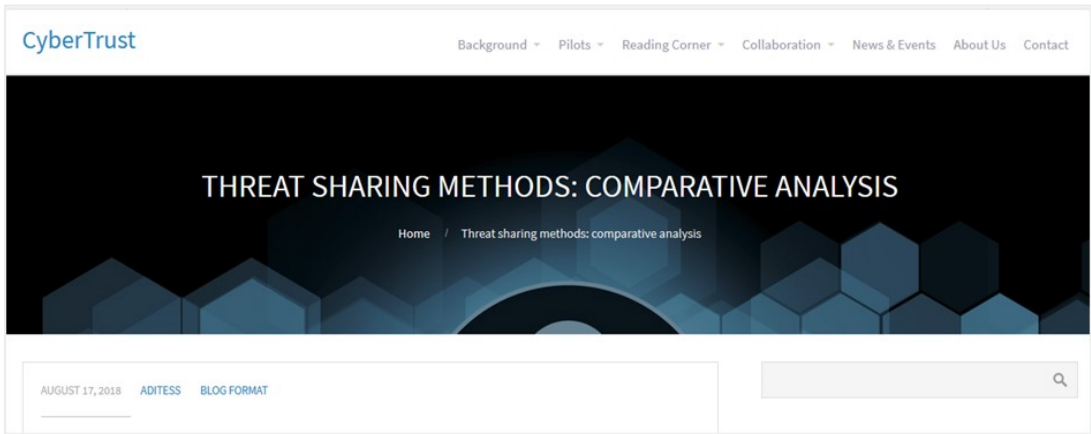 CyberTrust
Background Pilots Reading Corner Collaboration News & Events About Us Contact
THREAT SHARING METHODS: COMPARATIVE ANALYSIS
Home / Threat sharing methods: comparative analysis
AUGUST 17, 2018 ADITESS BLOG FORMAT